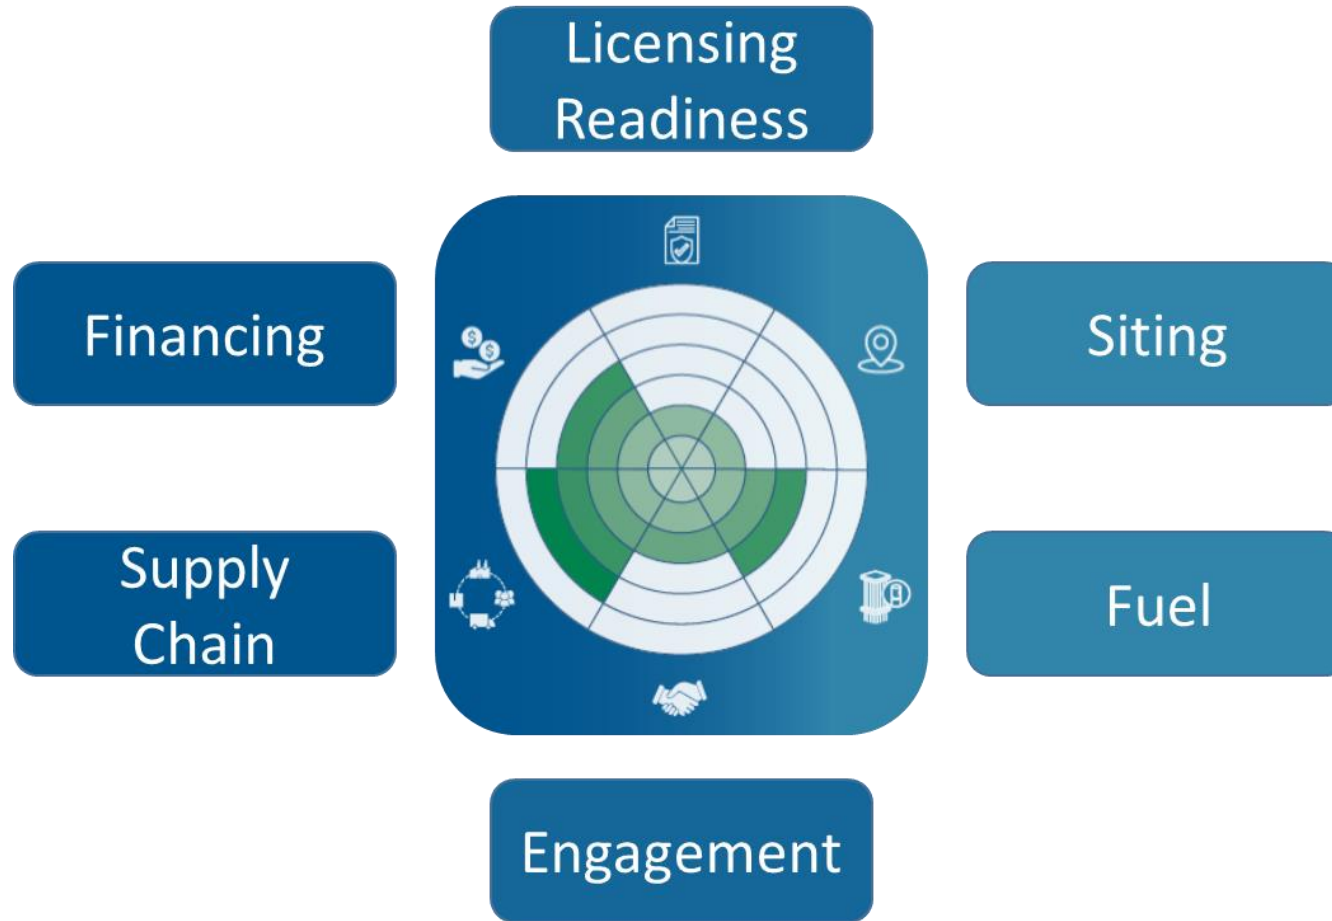 Licensing
Readiness
Financing
Siting
Supply
Chain
Fuel
Engagement